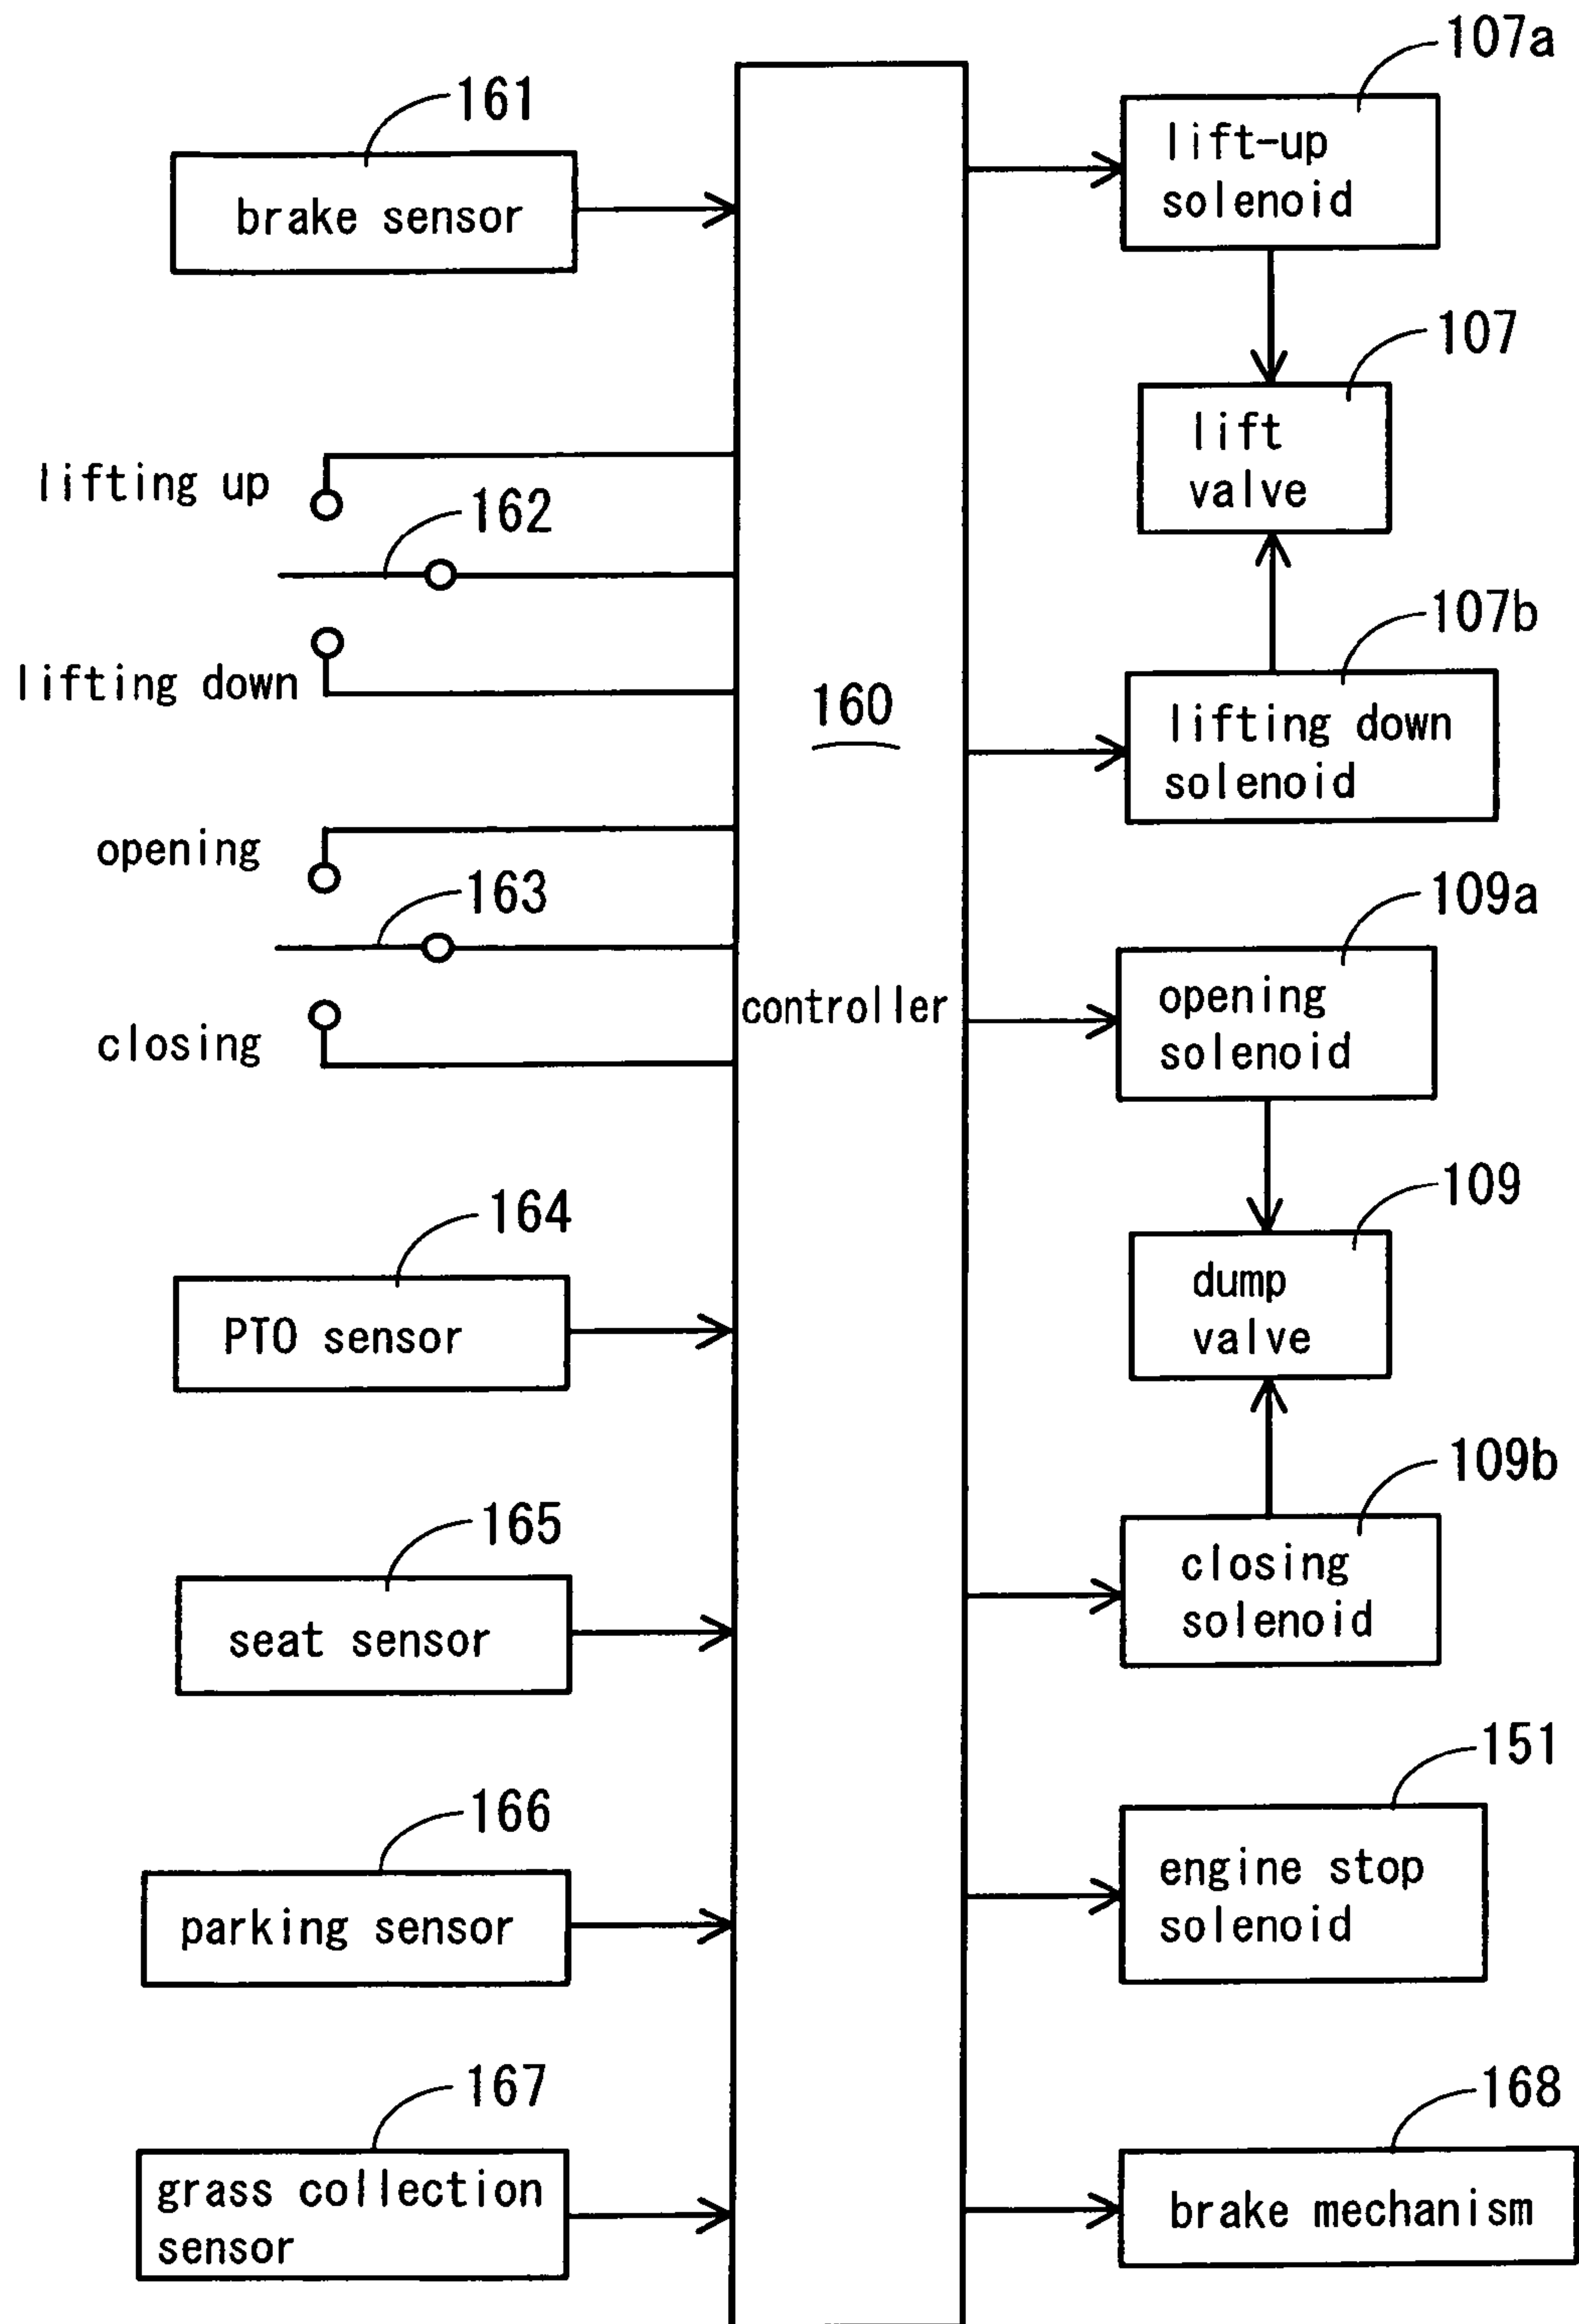 161
brake sensor
lifting up
162
lifting down
opening
163
closing
164
PTO sensor
165
seat sensor
166
parking sensor
167
grass collection
sensor
160
controller
107a
lift-up
solenoid
107
lift
valve
107b
lifting down
solenoid
109a
opening
solenoid
109
dump
valve
109b
closing
solenoid
151
engine stop
solenoid
168
brake mechanism